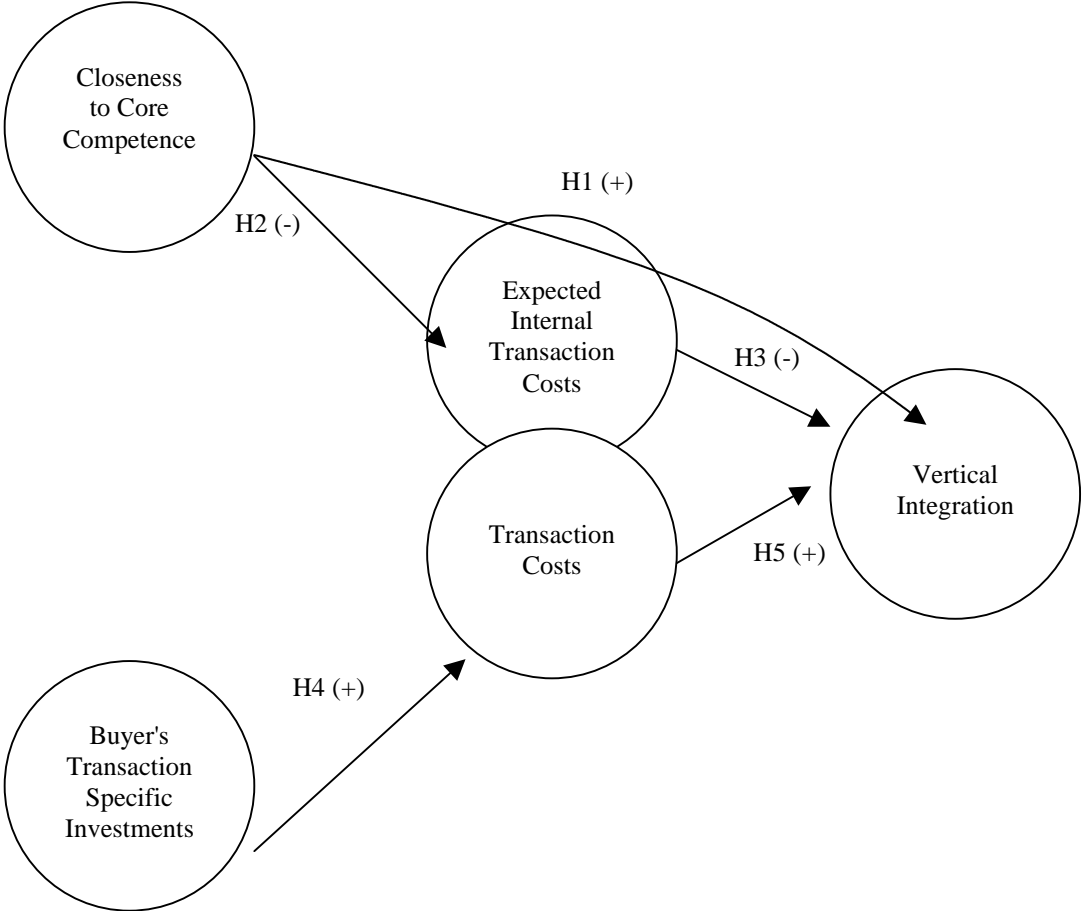 Closeness
to Core
Competence
H1 (+)
H2 (-)
Expected
Internal
Transaction
Costs
H3 (-)
Vertical
Integration
Transaction
Costs
H5 (+)
H4 (+)
Buyer's
Transaction
Specific
Investments